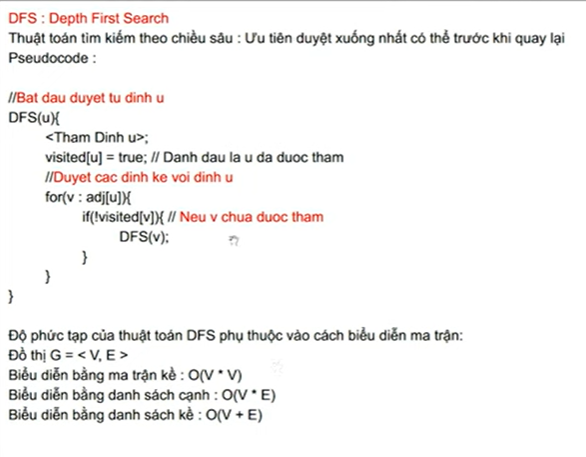 DFS : Depth First Search
Thuật toán tìm kiếm theo chiều sâu : Ưu tiên duyệt xuống nhất có thể trước khi quay lại
Pseudocode :
//Bat dau duyet tu dinh u
DFS(u){
<Tham Dinh u>;
visited[u] = true; // Danh dau la u da duoc tham
//Duyet cac dinh ke voi dinh u
for(v : adj[u]){
if(!visited[v]){ // Neu v chua duoc tham
DFS(v);
}
}
}
Độ phức tạp của thuật toán DFS phụ thuộc vào cách biểu diễn ma trận:
Đồ thị G = < V, E >
Biểu diễn bằng ma trận kề : O(V * V)
Biểu diễn bằng danh sách cạnh : O(V * E)
Biểu diễn bằng danh sách kề : O(V + E)